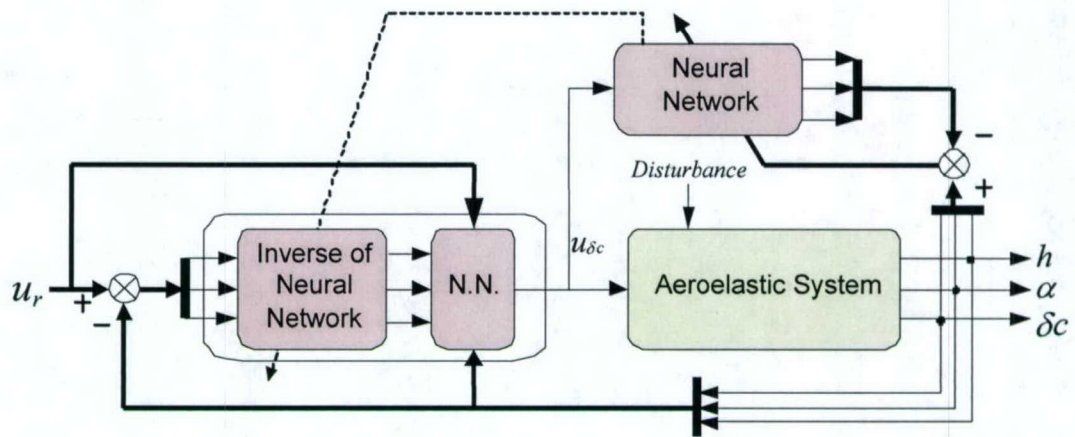 Neural
Network
−
+
Disturbance
u_r
+
−
Inverse of
Neural
Network
N.N.
u_δc
Aeroelastic System
h
α
δc